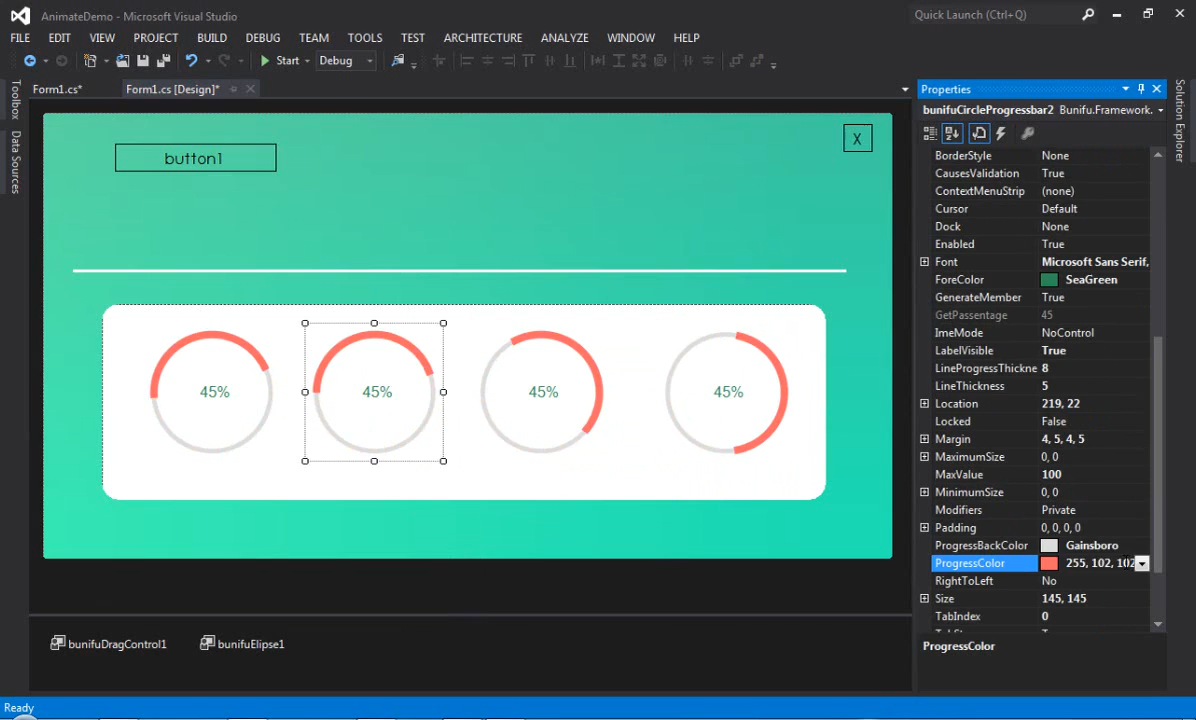 AnimateDemo - Microsoft Visual Studio
Quick Launch (Ctrl+Q)
FILE EDIT VIEW PROJECT BUILD DEBUG TEAM TOOLS TEST ARCHITECTURE ANALYZE WINDOW HELP
Start Debug
Form1.cs* Form1.cs [Design]*
Toolbox
Data Sources
button1
X
45% 45% 45% 45%
bunifuDragControl1 bunifuElipse1
Properties
bunifuCircleProgressbar2 Bunifu.Framework.
BorderStyle None
CausesValidation True
ContextMenuStrip (none)
Cursor Default
Dock None
Enabled True
Font Microsoft Sans Serif,
ForeColor SeaGreen
GenerateMember True
GetPassentage 45
ImeMode NoControl
LabelVisible True
LineProgressThickne 8
LineThickness 5
Location 219, 22
Locked False
Margin 4, 5, 4, 5
MaximumSize 0, 0
MaxValue 100
MinimumSize 0, 0
Modifiers Private
Padding 0, 0, 0, 0
ProgressBackColor Gainsboro
ProgressColor 255, 102, 102
RightToLeft No
Size 145, 145
TabIndex 0
ProgressColor
Solution Explorer
Ready